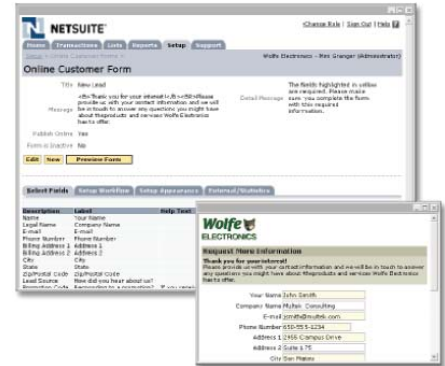 NETSUITE
Change Role | Sign Out | Help
Home Transactions Lists Reports Setup Support
Wolfe Electronics - Mini Granger (Administrator)
Online Customer Form
Title New Lead
Message <B>Thank you for your interest!</B><BR>Please
provide us with your contact information and we will
be in touch to answer any questions you might have
about the products and services Wolfe Electronics
has to offer.
Detail Message The fields highlighted in yellow
are required. Please make
sure you complete the form
with this required
information.
Publish Online Yes
Form is Inactive No
Edit New Preview Form
Select Fields Setup Workflow Setup Appearance External/Statistics
Description Label Help Text
Name Your Name
Legal Name Company Name
E-mail E-mail
Phone Number Phone Number
Billing Address 1 Address 1
Billing Address 2 Address 2
City City
State State
Zip/Postal Code Zip/Postal Code
Lead Source How did you hear about us?
Promotion Code Responding to a promotion?
Wolfe
ELECTRONICS
Request More Information
Thank you for your interest!
Please provide us with your contact information and we will be in touch to answer
any questions you may have about the products and services Wolfe Electronics
has to offer.
Your Name John Smith
Company Name Multek Consulting
E-mail jsmith@multek.com
Phone Number 650-555-1234
Address 1 2955 Campus Drive
Address 2 Suite 175
City San Mateo